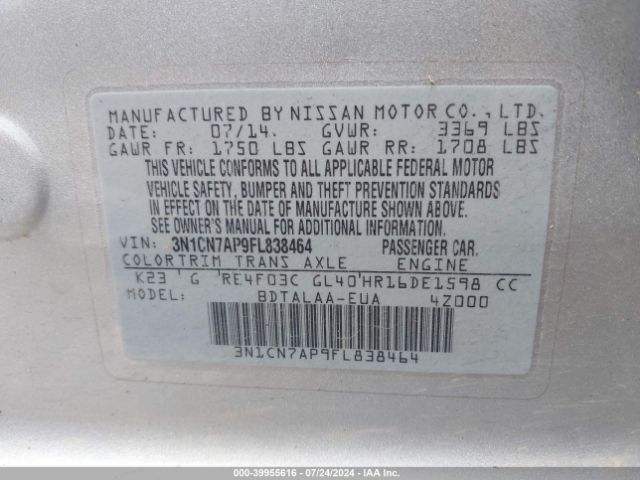 MANUFACTURED BY NISSAN MOTOR CO., LTD.
DATE: 07/14. GVWR: 3369 LBS
GAWR FR: 1750 LBS GAWR RR: 1708 LBS
THIS VEHICLE CONFORMS TO ALL APPLICABLE FEDERAL MOTOR
VEHICLE SAFETY, BUMPER AND THEFT PREVENTION STANDARDS
IN EFFECT ON THE DATE OF MANUFACTURE SHOWN ABOVE.
SEE OWNER'S MANUAL FOR ADDITIONAL INFORMATION
VIN: 3N1CN7AP9FL838464 PASSENGER CAR.
COLOR TRIM TRANS AXLE ENGINE
K23 ' G RE4F03C GL40'HR16DE1598 CC
MODEL: BDTALAA-EUA 4Z000
3N1CN7AP9FL838464
000-39955616 - 07/24/2024 - IAAI.COM